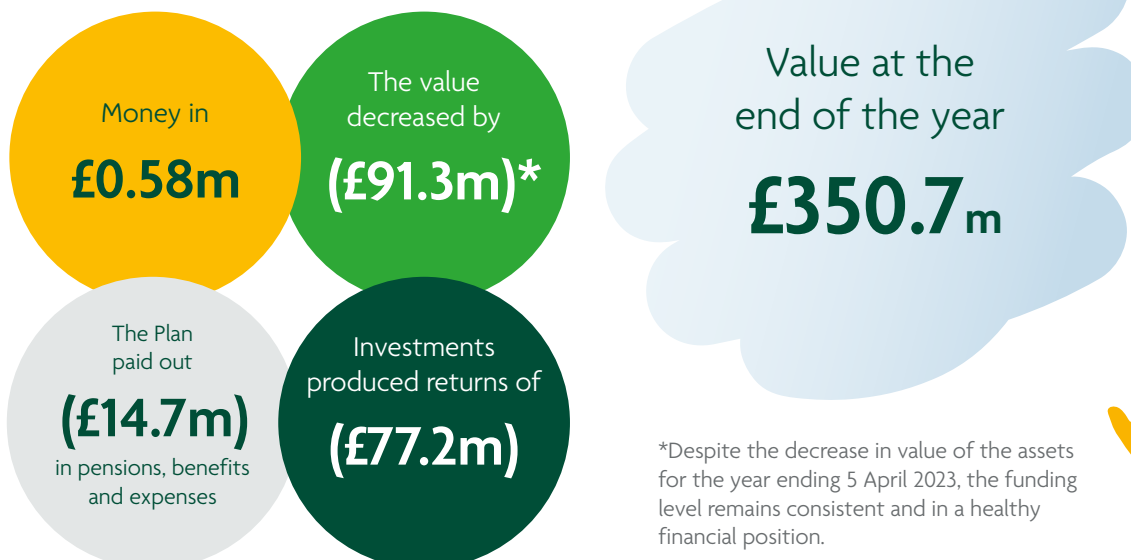 Money in
£0.58m
The value
decreased by
(£91.3m)*
The Plan
paid out
(£14.7m)
in pensions, benefits
and expenses
Investments
produced returns of
(£77.2m)
Value at the
end of the year
£350.7m
*Despite the decrease in value of the assets
for the year ending 5 April 2023, the funding
level remains consistent and in a healthy
financial position.